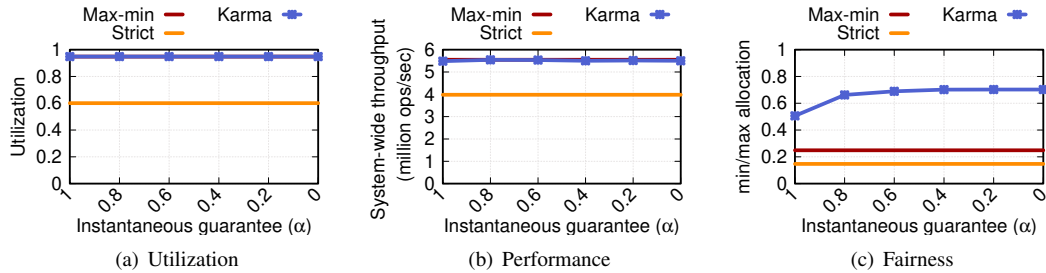 Max-min Karma
Strict
Utilization
1
0.8
0.6
0.4
0.2
0
1 0.8 0.6 0.4 0.2 0
Instantaneous guarantee (α)
(a) Utilization
Max-min Karma
Strict
System-wide throughput
(million ops/sec)
6
5
4
3
2
1
0
1 0.8 0.6 0.4 0.2 0
Instantaneous guarantee (α)
(b) Performance
Max-min Karma
Strict
min/max allocation
1
0.8
0.6
0.4
0.2
0
1 0.8 0.6 0.4 0.2 0
Instantaneous guarantee (α)
(c) Fairness